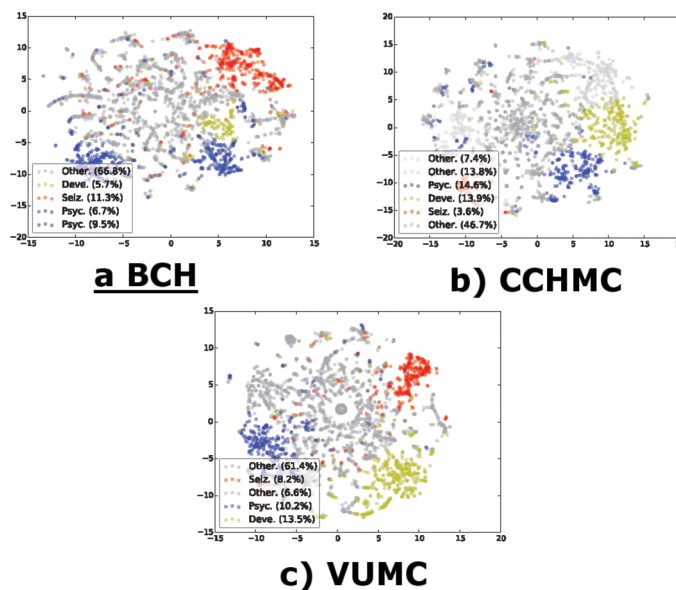 15
10
5
0
−5
−10
−15
−20
Other. (66.8%)
Deve. (5.7%)
Seiz. (11.3%)
Psyc. (6.7%)
Psyc. (9.5%)
−15 −10 −5 0 5 10 15
a BCH
20
15
10
5
0
−5
−10
−15
−20
Other. (7.4%)
Other. (13.8%)
Psyc. (14.6%)
Deve. (13.9%)
Seiz. (3.6%)
Other. (46.7%)
−20 −15 −10 −5 0 5 10 15
b) CCHMC
15
10
5
0
−5
−10
−15
Other. (61.4%)
Seiz. (8.2%)
Other. (6.6%)
Psyc. (10.2%)
Deve. (13.5%)
−15 −10 −5 0 5 10 15 20
c) VUMC